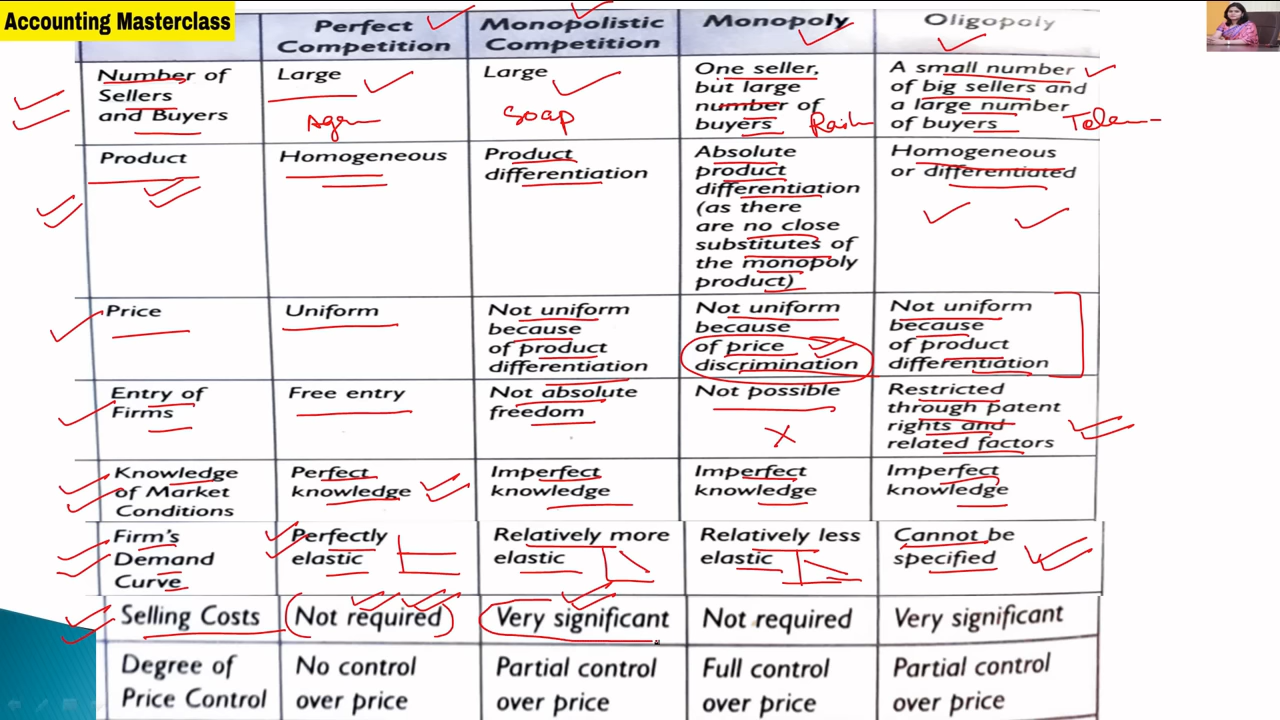 Accounting Masterclass
Perfect
Competition
Monopolistic
Competition
Monopoly
Oligopoly
Number of
Sellers
and Buyers
Large
Large
Soap
One seller,
but large
number of
buyers
A small number
of big sellers and
a large number
of buyers
Product
Homogeneous
Product
differentiation
Absolute
product
differentiation
(as there
are no close
substitutes of
the monopoly
product)
Homogeneous
or differentiated
Price
Uniform
Not uniform
because
of product
differentiation
Not uniform
because
of price
discrimination
Not uniform
because
of product
differentiation
Entry of
Firms
Free entry
Not absolute
freedom
Not possible
Restricted
through patent
rights and
related factors
Knowledge
of Market
Conditions
Perfect
knowledge
Imperfect
knowledge
Imperfect
knowledge
Imperfect
knowledge
Firm's
Demand
Curve
Perfectly
elastic
Relatively more
elastic
Relatively less
elastic
Cannot be
specified
Selling Costs
Not required
Very significant
Not required
Very significant
Degree of
Price Control
No control
over price
Partial control
over price
Full control
over price
Partial control
over price